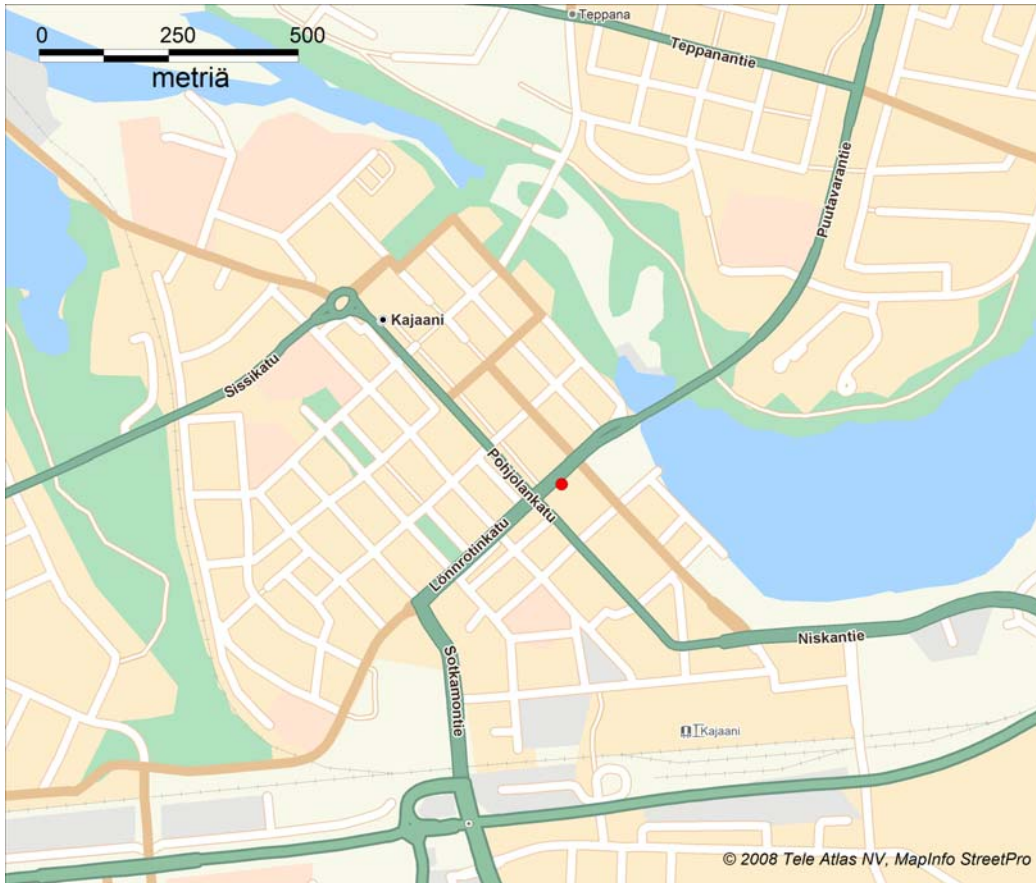 Teppana
0 250 500
metriä
Teppanantie
Puutavarantie
Kajaani
Sissikatu
Pohjolankatu
Lönnrotinkatu
Niskantie
Sotkamontie
Kajaani
© 2008 Tele Atlas NV, MapInfo StreetPro